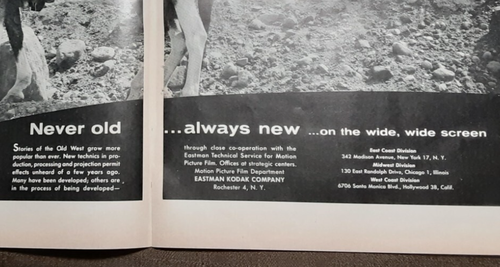 Never old ...always new ...on the wide, wide screen
Stories of the Old West grow more
popular than ever. New technics in pro-
duction, processing and projection permit
effects unheard of a few years ago.
Many have been developed; others are
in the process of being developed—
through close co-operation with the
Eastman Technical Service for Motion
Picture Film. Offices at strategic centers.
Motion Picture Film Department
EASTMAN KODAK COMPANY
Rochester 4, N. Y.
East Coast Division
342 Madison Avenue, New York 17, N. Y.
Midwest Division
130 East Randolph Drive, Chicago 1, Illinois
West Coast Division
6706 Santa Monica Blvd., Hollywood 38, Calif.